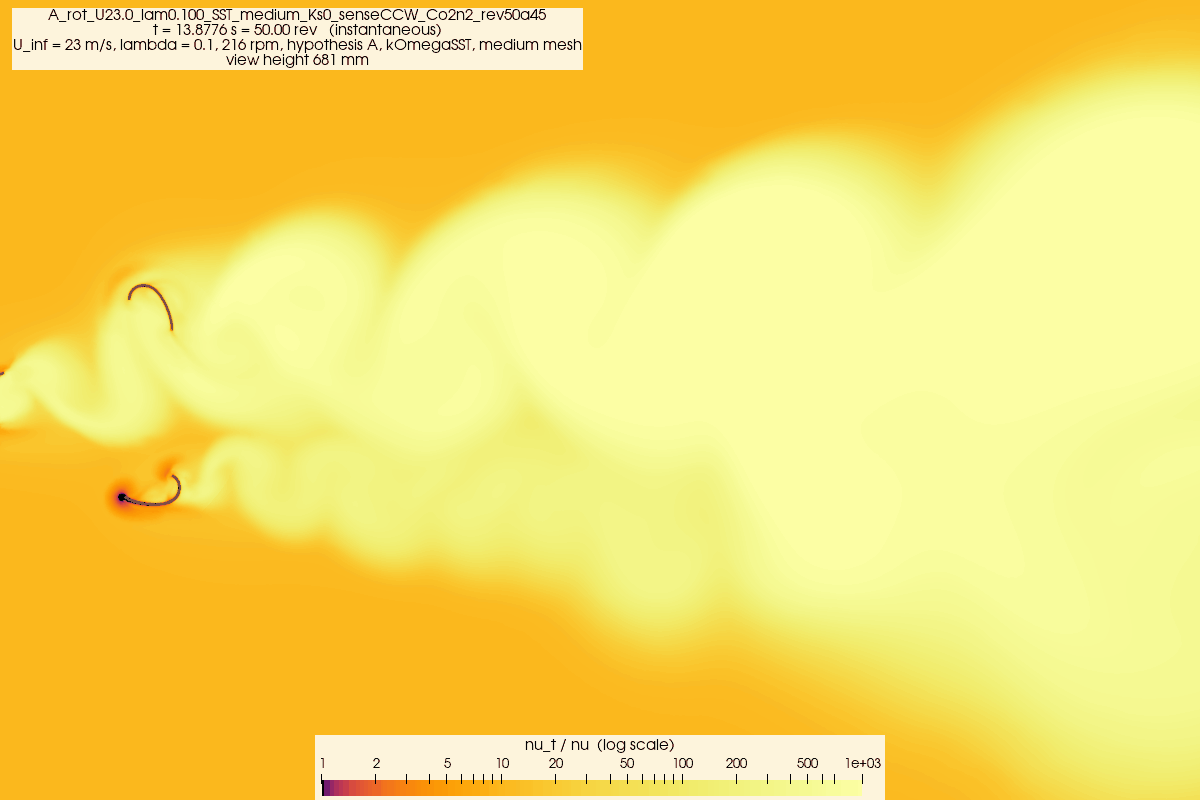 A_rot_U23.0_lam0.100_SST_medium_Ks0_senseCCW_Co2n2_rev50a45
t = 13.8776 s = 50.00 rev (instantaneous)
U_inf = 23 m/s, lambda = 0.1, 216 rpm, hypothesis A, kOmegaSST, medium mesh
view height 681 mm
nu_t / nu (log scale)
1 2 5 10 20 50 100 200 500 1e+03